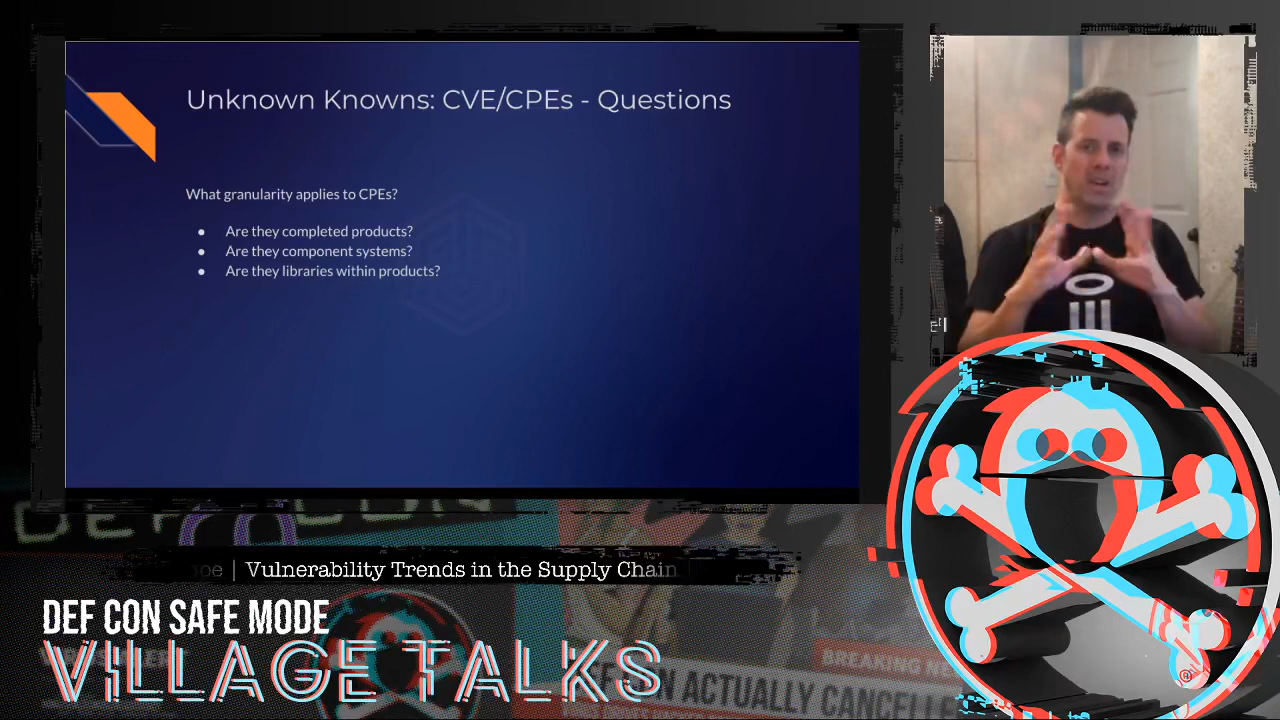 Unknown Knowns: CVE/CPEs - Questions
What granularity applies to CPEs?
● Are they completed products?
● Are they component systems?
● Are they libraries within products?
| Vulnerability Trends in the Supply Chain
DEF CON SAFE MODE
VILLAGE TALKS
BREAKING
ACTUALLY